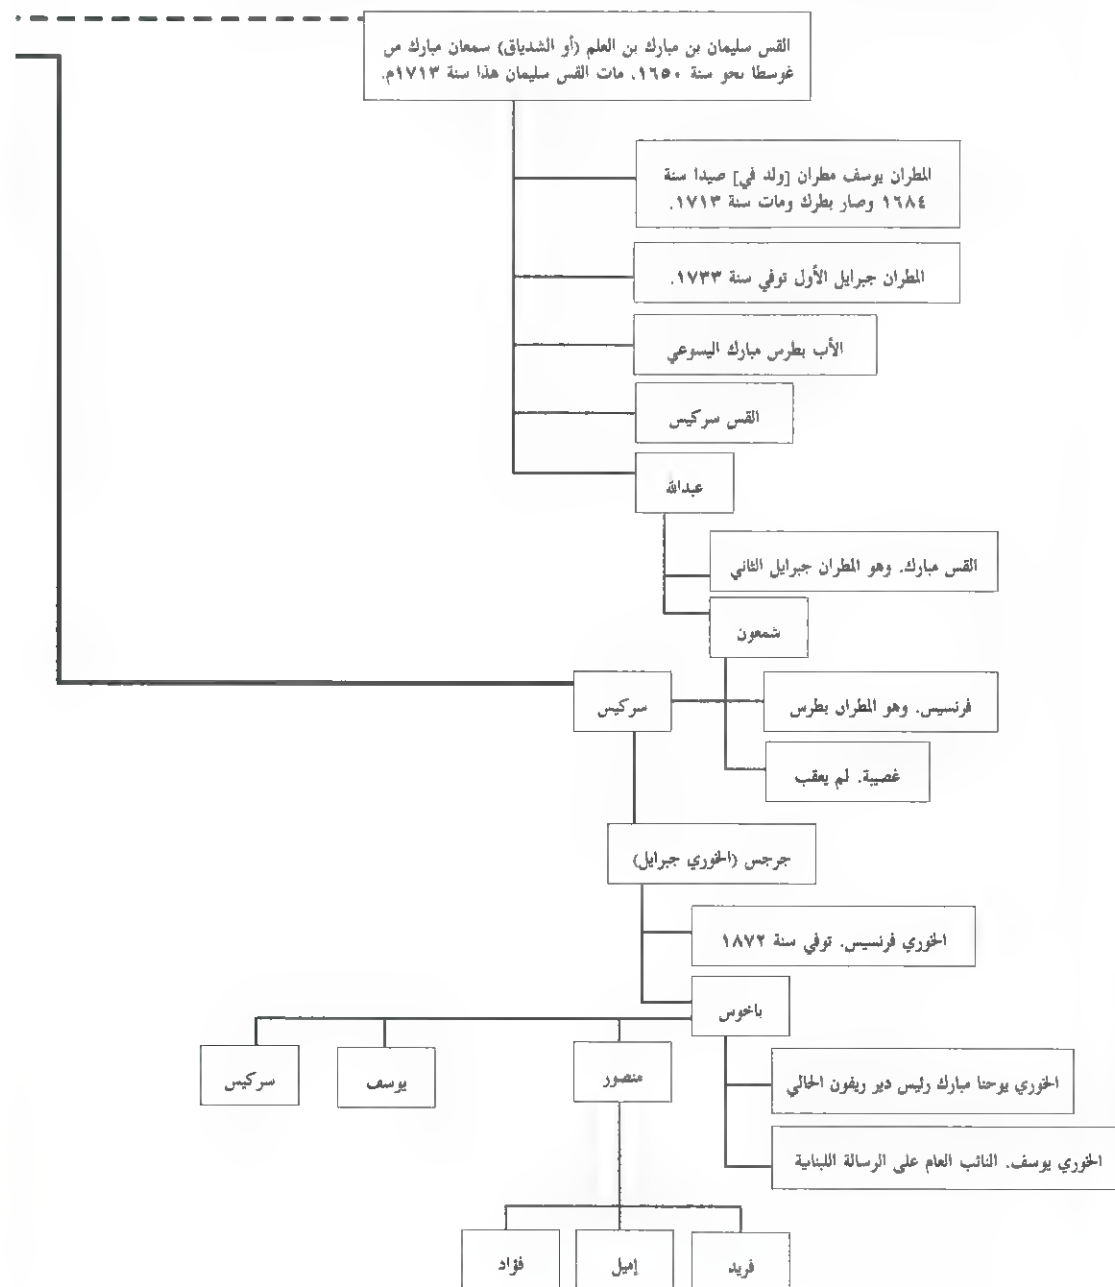 القس سليمان بن مبارك بن العلم (أو الشدياق) سمعان مبارك من
غوسطا نحو سنة ١٦٥٠. مات القس سليمان هذا سنة ١٧١٣م.
المطران يوسف مطران [ولد في] صيدا سنة
١٦٨٤ وصار بطرك ومات سنة ١٧١٣.
المطران جبرايل الأول توفي سنة ١٧٣٣.
الأب بطرس مبارك اليسوعي
القس سركيس
عبدالله
القس مبارك. وهو المطران جبرايل الثاني
شمعون
فرنسيس. وهو المطران بطرس
سركيس
غصيبة. لم يعقب
جرجس (الخوري جبرايل)
الخوري فرنسيس. توفي سنة ١٨٧٢
باخوس
الخوري يوحنا مبارك رئيس دير ريفون الحالي
منصور
يوسف
سركيس
الخوري يوسف. النائب العام على الرسالة اللبنانية
فريد
إميل
فؤاد